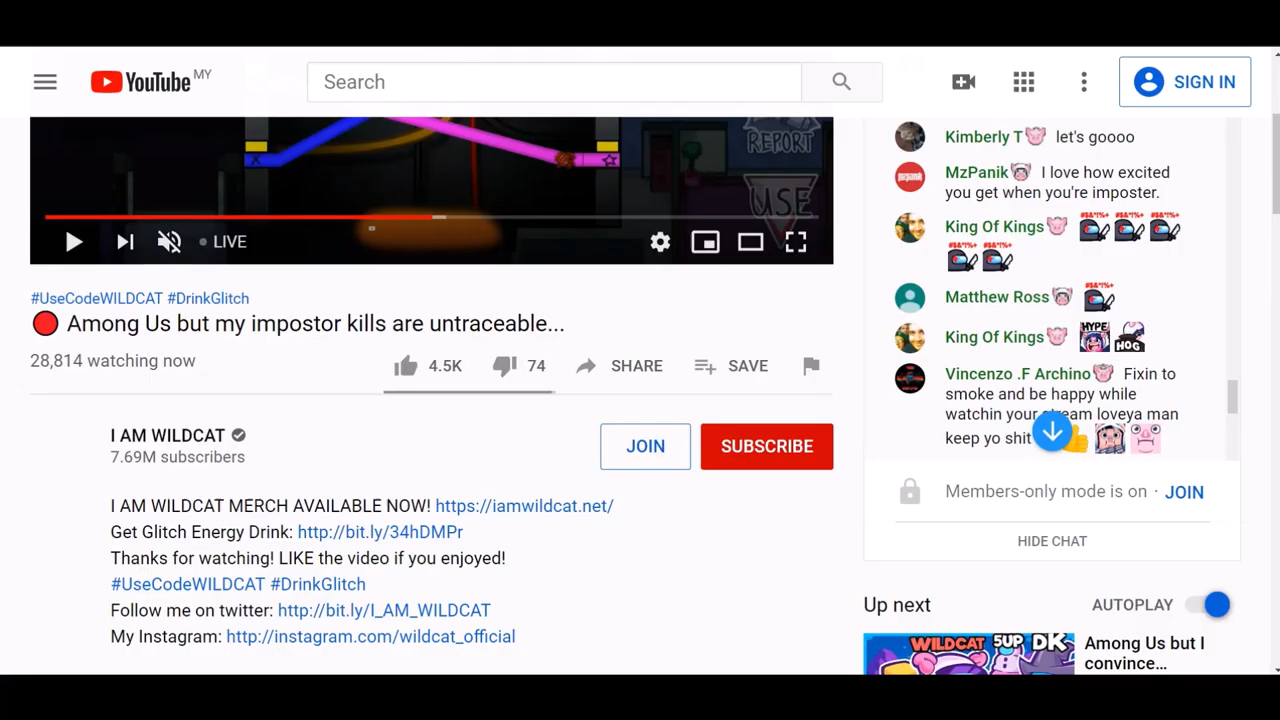 YouTube MY
Search
SIGN IN
REPORT
USE
LIVE
#UseCodeWILDCAT #DrinkGlitch
Among Us but my impostor kills are untraceable...
28,814 watching now
4.5K
74
SHARE
SAVE
I AM WILDCAT
7.69M subscribers
JOIN
SUBSCRIBE
I AM WILDCAT MERCH AVAILABLE NOW! https://iamwildcat.net/
Get Glitch Energy Drink: http://bit.ly/34hDMPr
Thanks for watching! LIKE the video if you enjoyed!
#UseCodeWILDCAT #DrinkGlitch
Follow me on twitter: http://bit.ly/I_AM_WILDCAT
My Instagram: http://instagram.com/wildcat_official
Kimberly T let's goooo
MzPanik I love how excited
you get when you're imposter.
King Of Kings
Matthew Ross
King Of Kings HYPE HOG
Vincenzo .F Archino Fixin to
smoke and be happy while
watchin your stream loveya man
keep yo shit
Members-only mode is on · JOIN
HIDE CHAT
Up next
AUTOPLAY
WILDCAT 5UP DK
Among Us but I
convince...